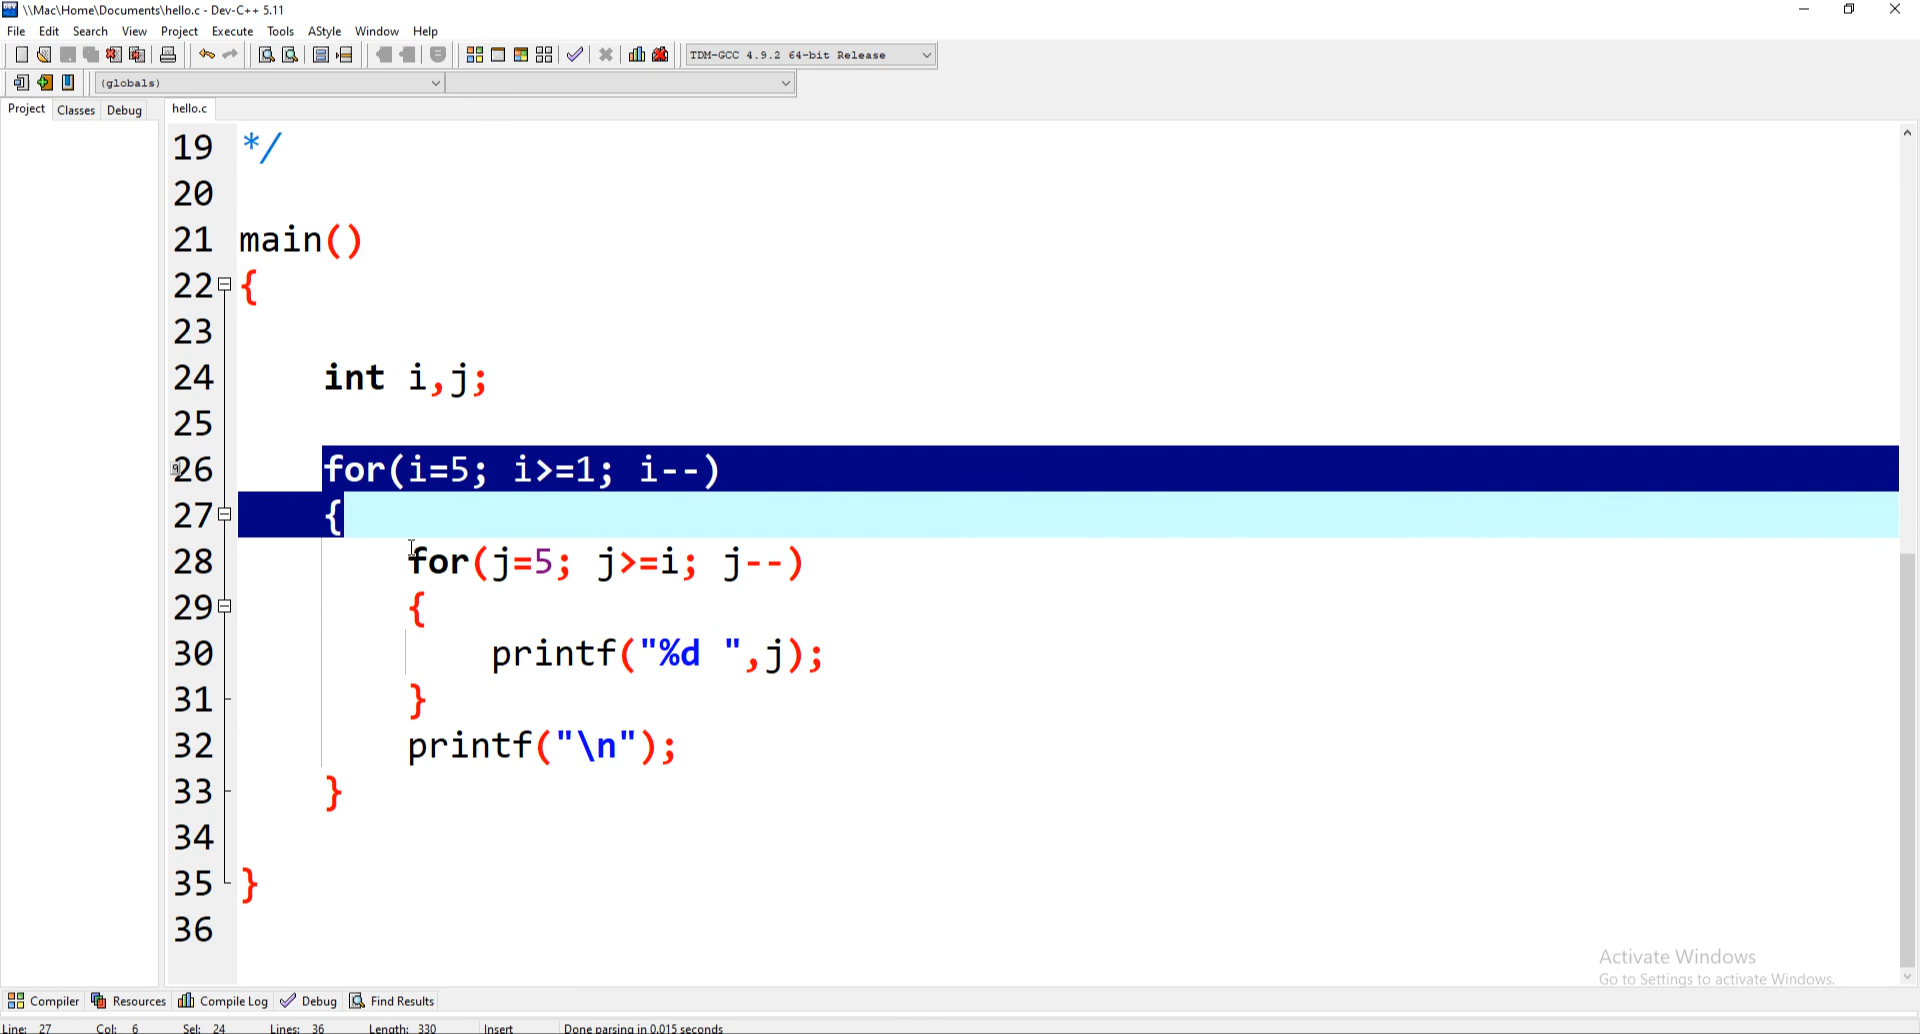 \\Mac\Home\Documents\hello.c - Dev-C++ 5.11
File Edit Search View Project Execute Tools AStyle Window Help
TDM-GCC 4.9.2 64-bit Release
(globals)
Project Classes Debug hello.c
19 */
20
21 main()
22 {
23
24 int i,j;
25
26 for(i=5; i>=1; i--)
27 {
28 for(j=5; j>=i; j--)
29 {
30 printf("%d ",j);
31 }
32 printf("\n");
33 }
34
35 }
36
Activate Windows
Go to Settings to activate Windows.
Compiler Resources Compile Log Debug Find Results
Line: 27 Col: 6 Sel: 24 Lines: 36 Length: 330 Insert Done parsing in 0.015 seconds